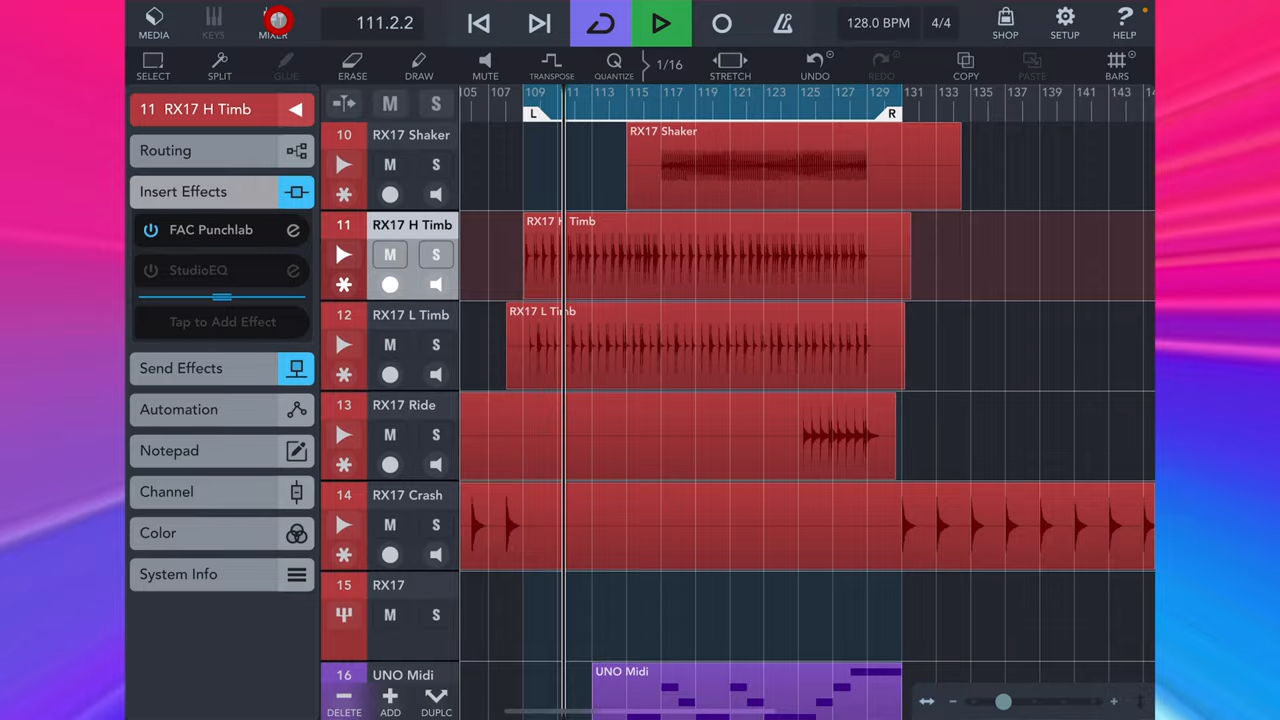 MEDIA
KEYS
MIXER
111.2.2
128.0 BPM
4/4
SHOP
SETUP
?
HELP
SELECT
SPLIT
GLUE
ERASE
DRAW
MUTE
TRANSPOSE
QUANTIZE
1/16
STRETCH
UNDO
REDO
COPY
PASTE
BARS
105 107 109 111 113 115 117 119 121 123 125 127 129 131 133 135 137 139 141 143
L
R
M
S
11 RX17 H Timb
Routing
Insert Effects
FAC Punchlab
StudioEQ
Tap to Add Effect
Send Effects
Automation
Notepad
Channel
Color
System Info
10
RX17 Shaker
M
S
RX17 Shaker
11
RX17 H Timb
M
S
RX17 H Timb
12
RX17 L Timb
M
S
RX17 L Timb
13
RX17 Ride
M
S
14
RX17 Crash
M
S
15
RX17
M
S
16
UNO Midi
UNO Midi
DELETE
ADD
DUPLC